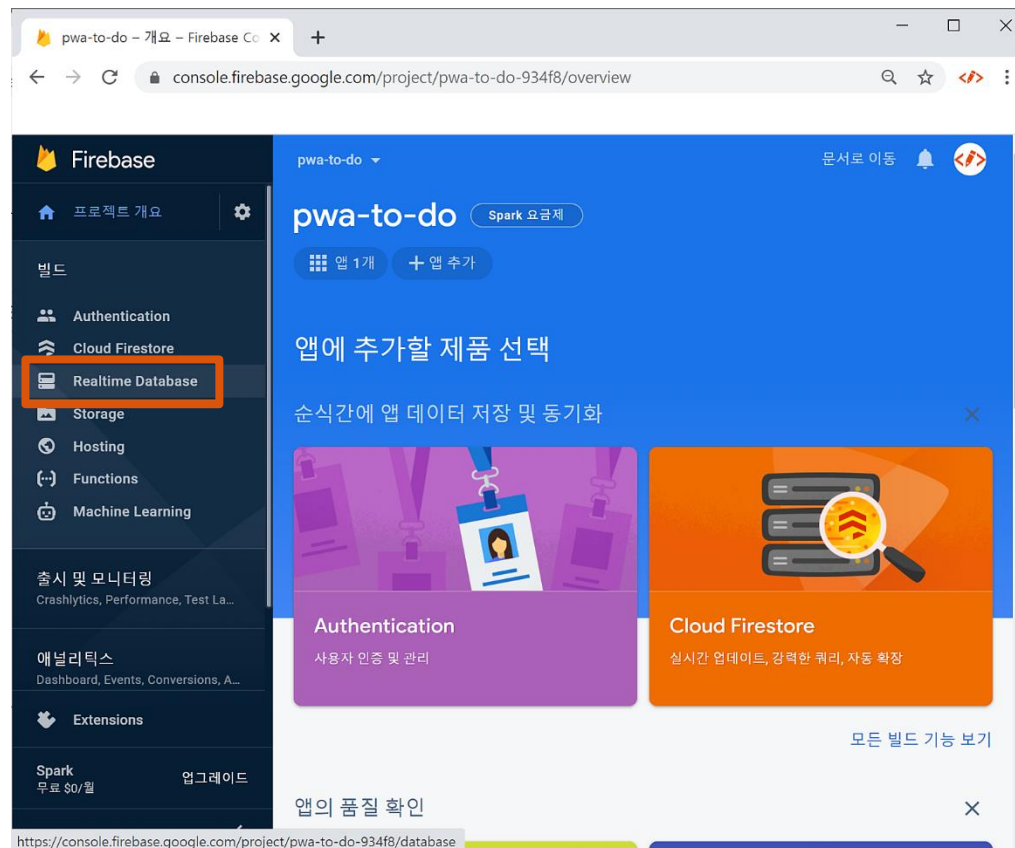 pwa-to-do – 개요 – Firebase Co
console.firebase.google.com/project/pwa-to-do-934f8/overview
Firebase
pwa-to-do
문서로 이동
프로젝트 개요
pwa-to-do
Spark 요금제
앱 1개
앱 추가
빌드
Authentication
Cloud Firestore
Realtime Database
Storage
Hosting
Functions
Machine Learning
앱에 추가할 제품 선택
순식간에 앱 데이터 저장 및 동기화
Authentication
사용자 인증 및 관리
Cloud Firestore
실시간 업데이트, 강력한 쿼리, 자동 확장
출시 및 모니터링
Crashlytics, Performance, Test La...
애널리틱스
Dashboard, Events, Conversions, A...
Extensions
모든 빌드 기능 보기
Spark
무료 $0/월
업그레이드
앱의 품질 확인
https://console.firebase.google.com/project/pwa-to-do-934f8/database